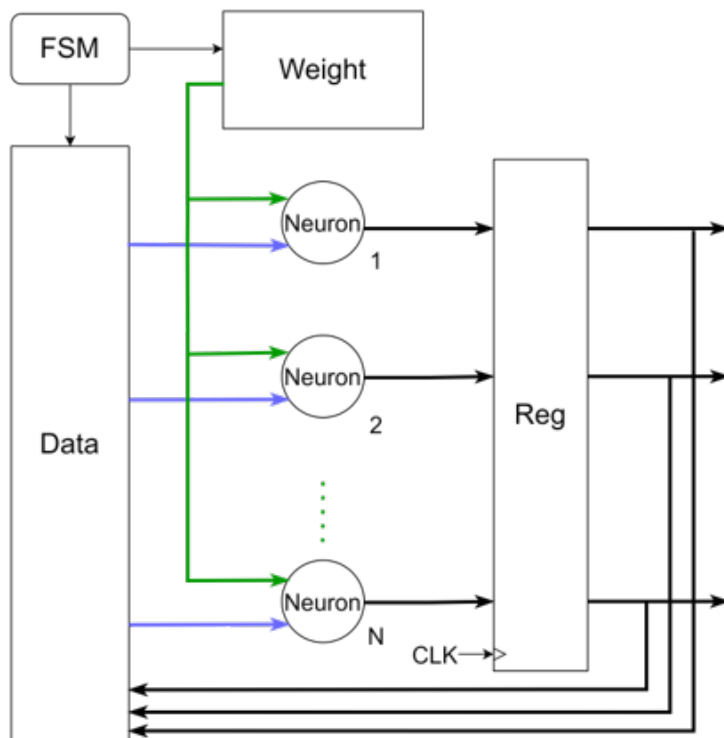 FSM
Weight
Neuron
1
Neuron
2
Data
Reg
Neuron
N
CLK